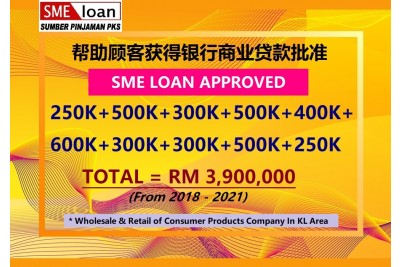 SME loan
SUMBER PINJAMAN PKS
帮助顾客获得银行商业贷款批准
SME LOAN APPROVED
250K+500K+300K+500K+400K+
600K+300K+300K+500K+250K
TOTAL = RM 3,900,000
(From 2018 - 2021)
* Wholesale & Retail of Consumer Products Company In KL Area